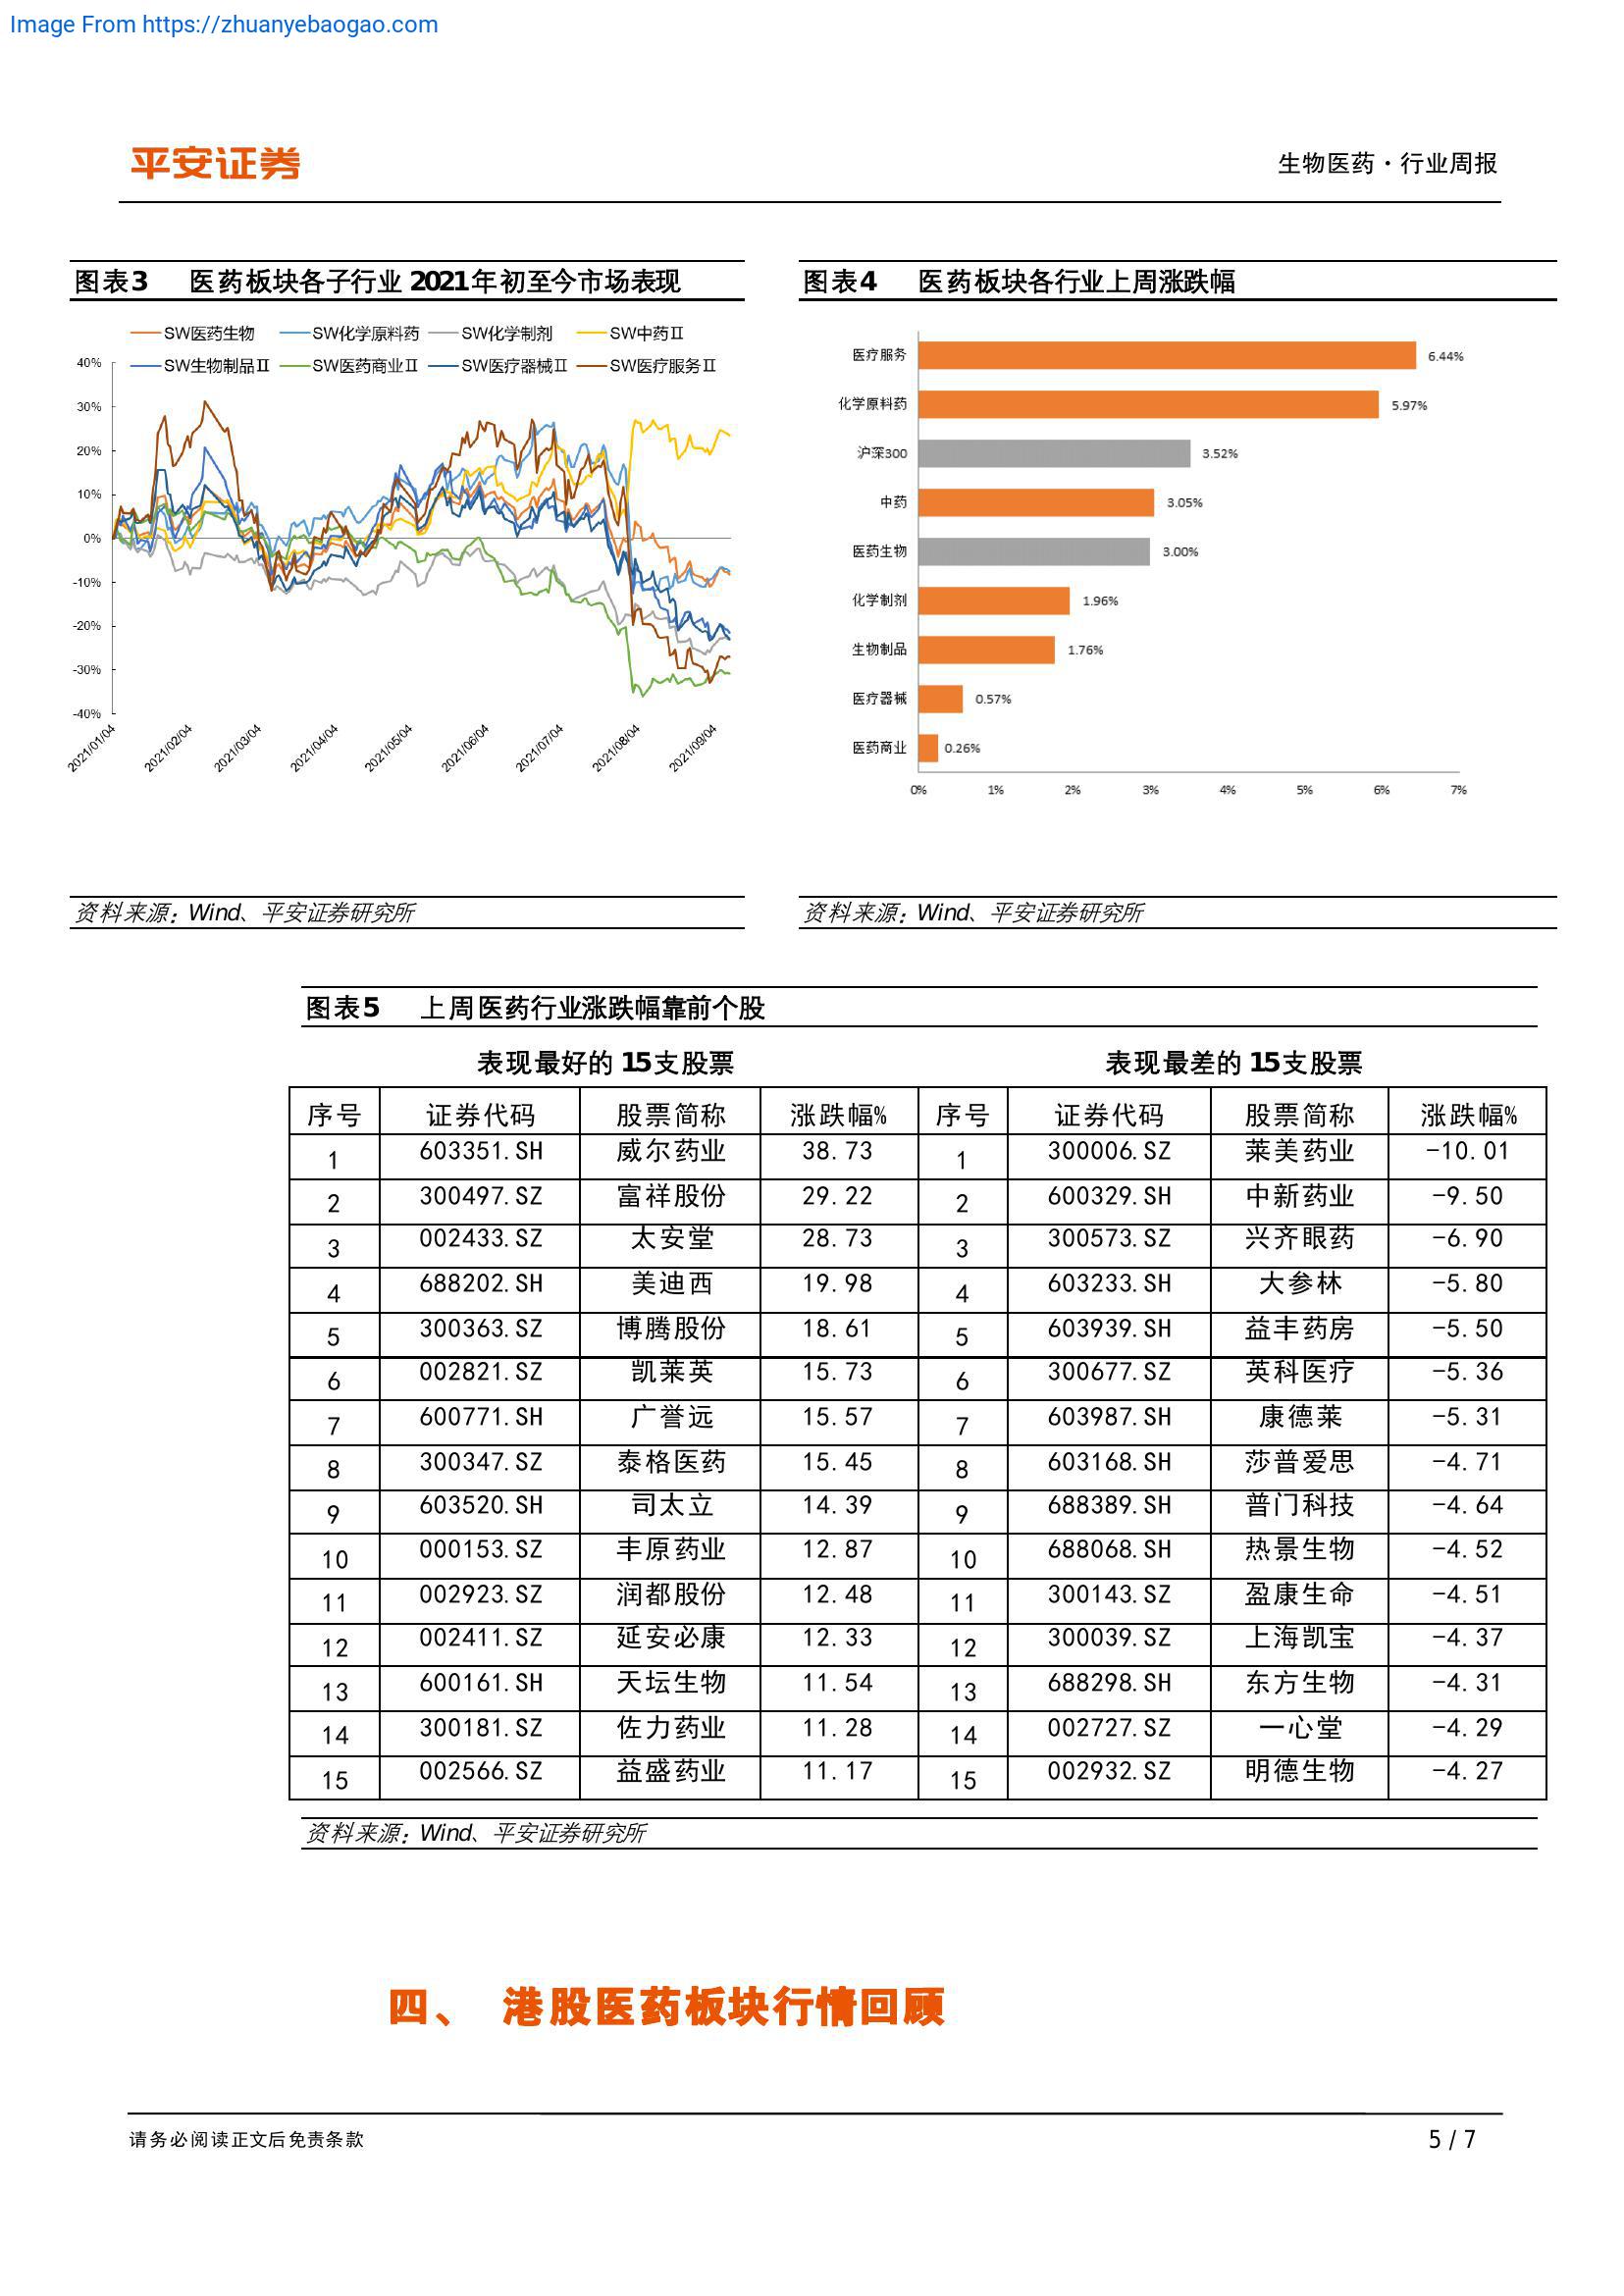 Image From https://zhuanyebaogao.com
平安证券
生物医药·行业周报
图表3 医药板块各子行业 2021年初至今市场表现
SW医药生物 SW化学原料药 SW化学制剂 SW中药Ⅱ
SW生物制品Ⅱ SW医药商业Ⅱ SW医疗器械Ⅱ SW医疗服务Ⅱ
40%
30%
20%
10%
0%
-10%
-20%
-30%
-40%
2021/01/04 2021/02/04 2021/03/04 2021/04/04 2021/05/04 2021/06/04 2021/07/04 2021/08/04 2021/09/04
资料来源：Wind、平安证券研究所
图表4 医药板块各行业上周涨跌幅
医疗服务 6.44%
化学原料药 5.97%
沪深300 3.52%
中药 3.05%
医药生物 3.00%
化学制剂 1.96%
生物制品 1.76%
医疗器械 0.57%
医药商业 0.26%
0% 1% 2% 3% 4% 5% 6% 7%
资料来源：Wind、平安证券研究所
图表5 上周医药行业涨跌幅靠前个股
表现最好的 15支股票 表现最差的 15支股票
序号 证券代码 股票简称 涨跌幅% 序号 证券代码 股票简称 涨跌幅%
1 603351.SH 威尔药业 38.73 1 300006.SZ 莱美药业 -10.01
2 300497.SZ 富祥股份 29.22 2 600329.SH 中新药业 -9.50
3 002433.SZ 太安堂 28.73 3 300573.SZ 兴齐眼药 -6.90
4 688202.SH 美迪西 19.98 4 603233.SH 大参林 -5.80
5 300363.SZ 博腾股份 18.61 5 603939.SH 益丰药房 -5.50
6 002821.SZ 凯莱英 15.73 6 300677.SZ 英科医疗 -5.36
7 600771.SH 广誉远 15.57 7 603987.SH 康德莱 -5.31
8 300347.SZ 泰格医药 15.45 8 603168.SH 莎普爱思 -4.71
9 603520.SH 司太立 14.39 9 688389.SH 普门科技 -4.64
10 000153.SZ 丰原药业 12.87 10 688068.SH 热景生物 -4.52
11 002923.SZ 润都股份 12.48 11 300143.SZ 盈康生命 -4.51
12 002411.SZ 延安必康 12.33 12 300039.SZ 上海凯宝 -4.37
13 600161.SH 天坛生物 11.54 13 688298.SH 东方生物 -4.31
14 300181.SZ 佐力药业 11.28 14 002727.SZ 一心堂 -4.29
15 002566.SZ 益盛药业 11.17 15 002932.SZ 明德生物 -4.27
资料来源：Wind、平安证券研究所
四、 港股医药板块行情回顾
请务必阅读正文后免责条款
5 / 7